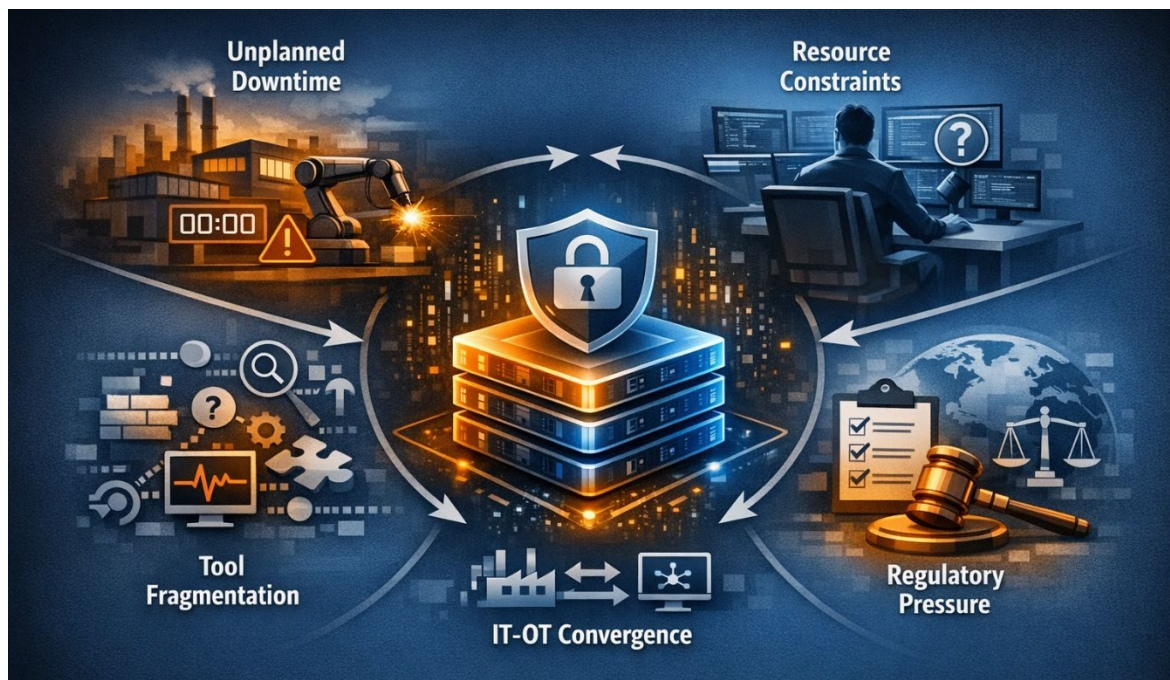 Unplanned
Downtime
Resource
Constraints
?
00:00
!
?
Tool
Fragmentation
IT-OT Convergence
Regulatory
Pressure